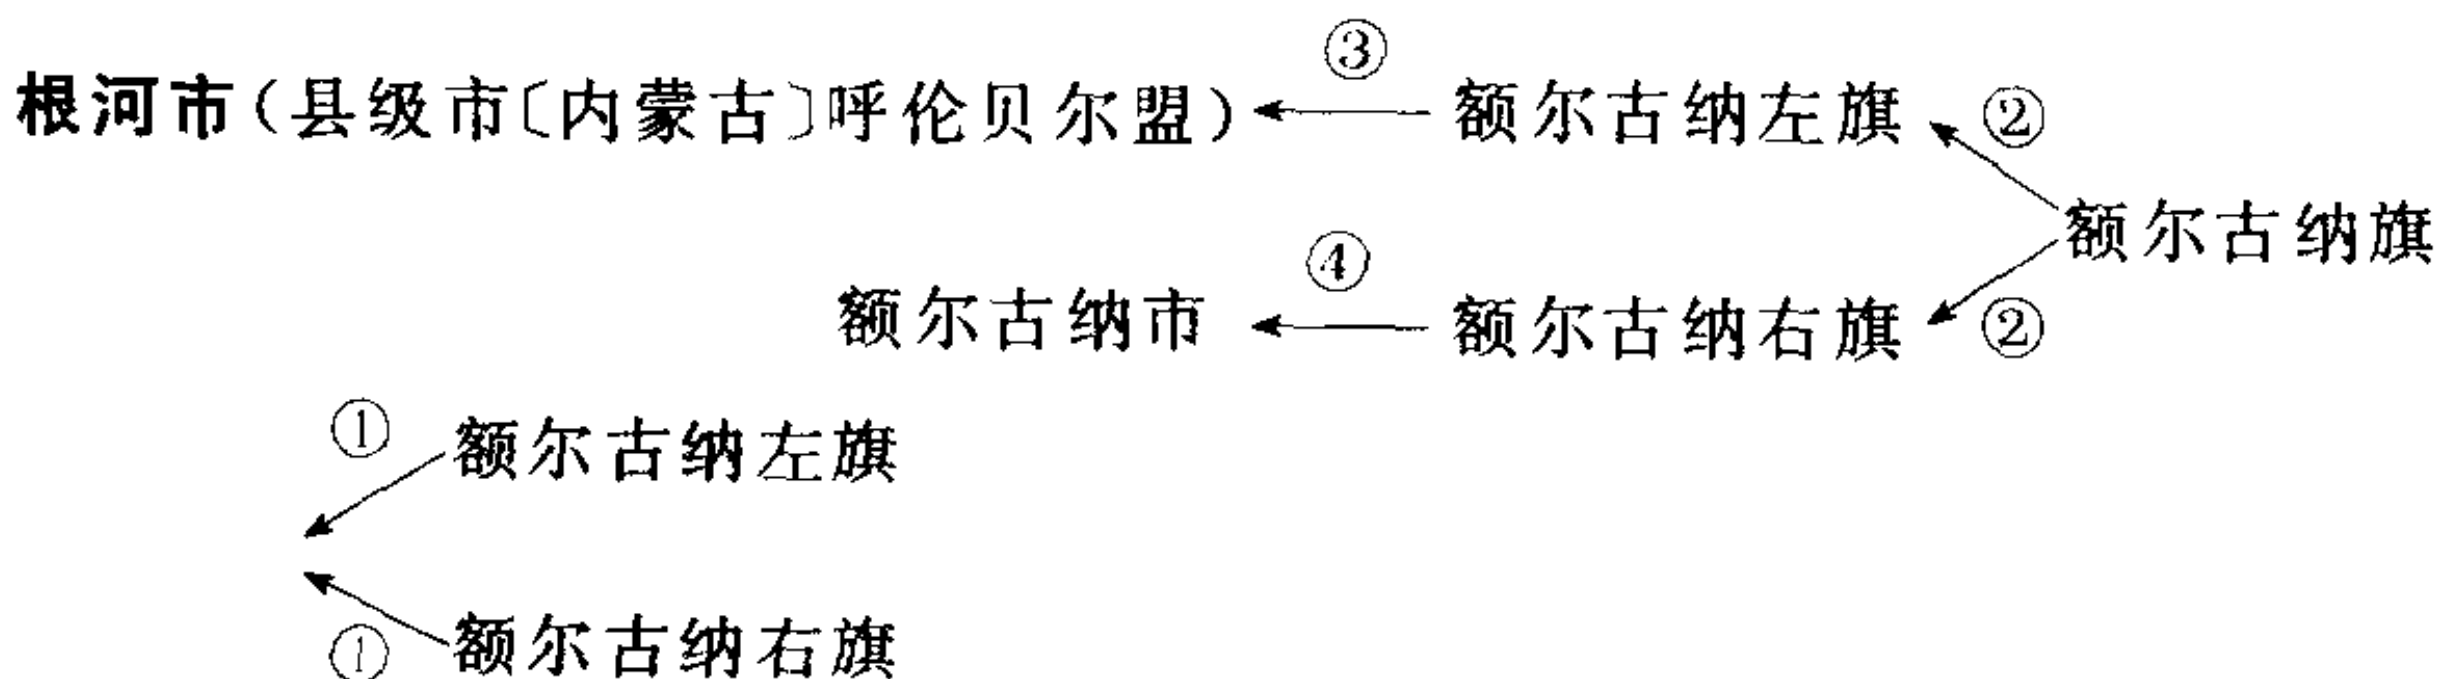 ③
根河市(县级市〔内蒙古〕呼伦贝尔盟) 额尔古纳左旗 ②
额尔古纳旗
④
额尔古纳市 额尔古纳右旗 ②
① 额尔古纳左旗
① 额尔古纳右旗